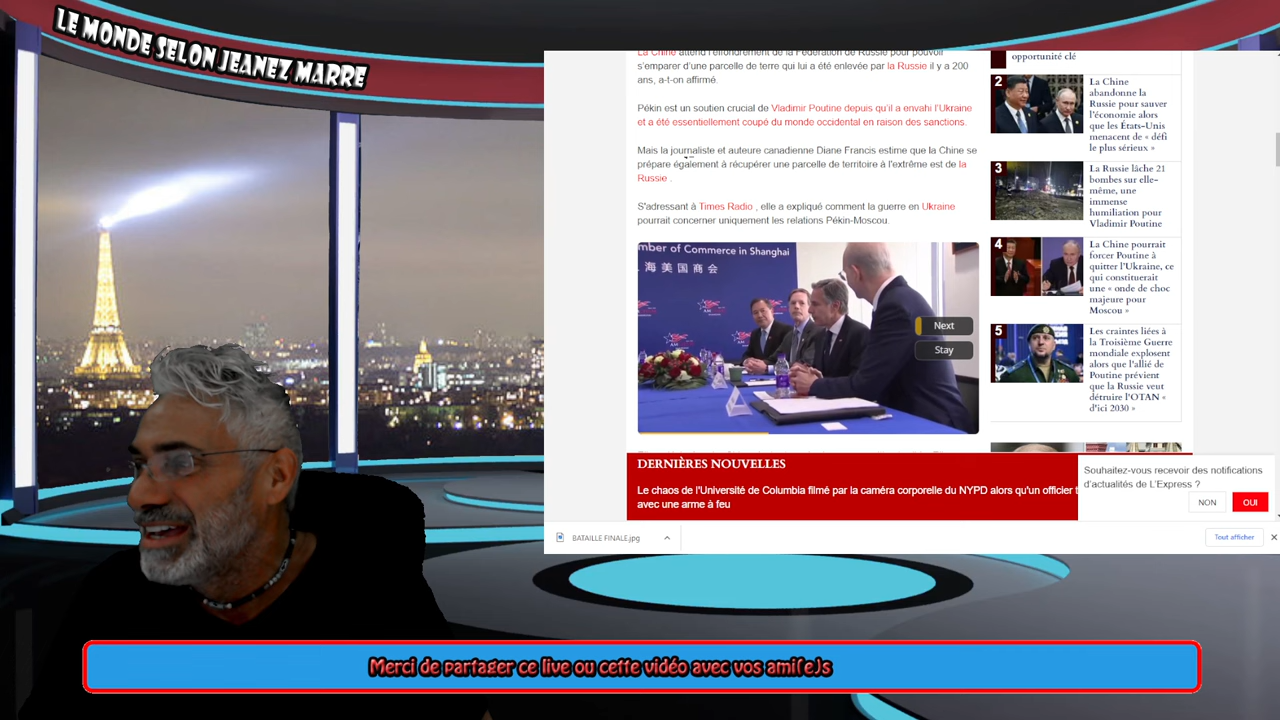 LE MONDE SELON JEANEZ MARRE
La Chine attend l'effondrement de la Fédération de Russie pour pouvoir
s'emparer d'une parcelle de terre qui lui a été enlevée par la Russie il y a 200
ans, a-t-on affirmé.
Pékin est un soutien crucial de Vladimir Poutine depuis qu'il a envahi l'Ukraine
et a été essentiellement coupé du monde occidental en raison des sanctions.
Mais la journaliste et auteure canadienne Diane Francis estime que la Chine se
prépare également à récupérer une parcelle de territoire à l'extrême est de la
Russie .
S'adressant à Times Radio , elle a expliqué comment la guerre en Ukraine
pourrait concerner uniquement les relations Pékin-Moscou.
mber of Commerce in Shanghai
海美国商会
Next
Stay
opportunité clé
2
La Chine
abandonne la
Russie pour sauver
l'économie alors
que les États-Unis
menacent de « défi
le plus sérieux »
3
La Russie lâche 21
bombes sur elle-
même, une
immense
humiliation pour
Vladimir Poutine
4
La Chine pourrait
forcer Poutine à
quitter l'Ukraine, ce
qui constituerait
une « onde de choc
majeure pour
Moscou »
5
Les craintes liées à
la Troisième Guerre
mondiale explosent
alors que l'allié de
Poutine prévient
que la Russie veut
détruire l'OTAN «
d'ici 2030 »
DERNIÈRES NOUVELLES
Le chaos de l'Université de Columbia filmé par la caméra corporelle du NYPD alors qu'un officier
avec une arme à feu
Souhaitez-vous recevoir des notifications
d'actualités de L'Express ?
NON
OUI
BATAILLE FINALE.jpg
Tout afficher
Merci de partager ce live ou cette vidéo avec vos ami(e)s